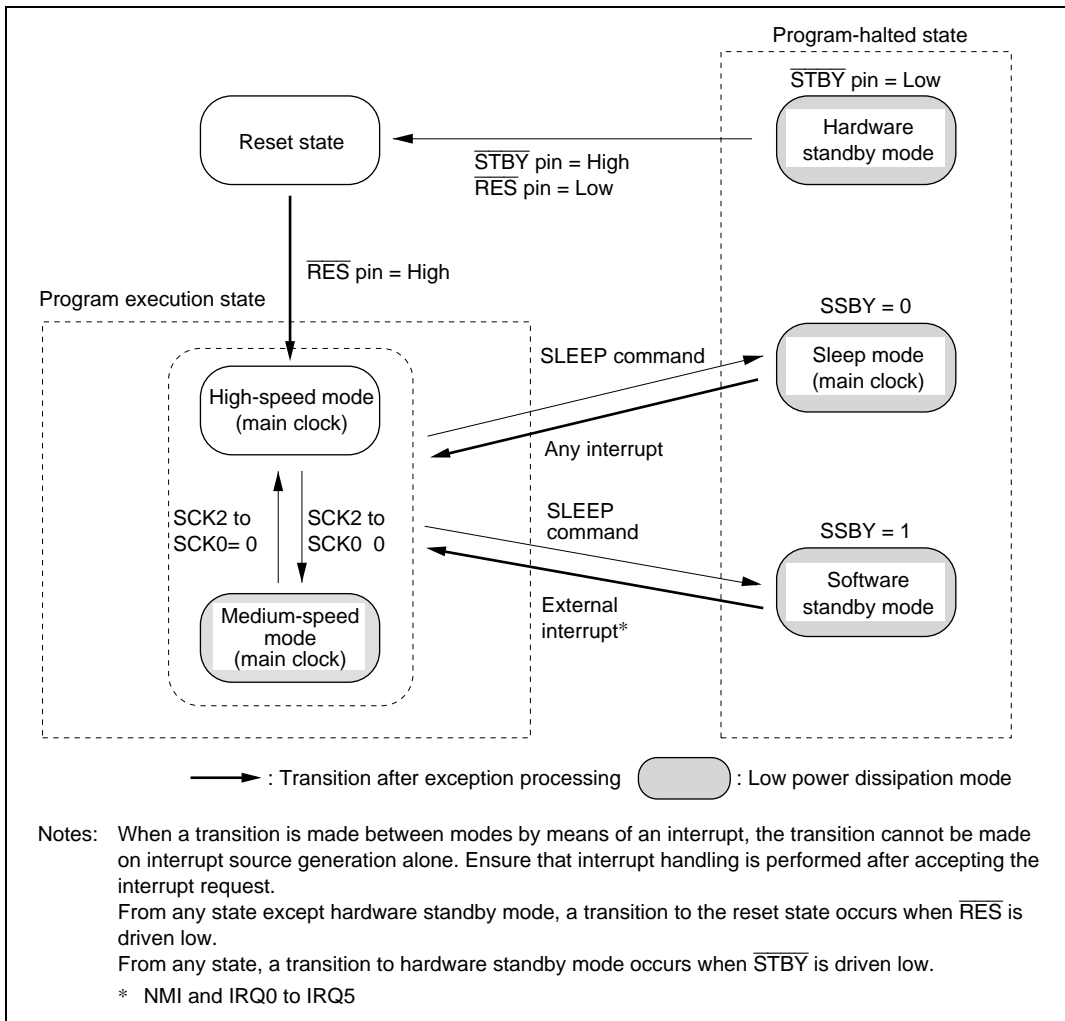 Program-halted state
S̅T̅B̅Y̅ pin = Low
Reset state
Hardware
standby mode
S̅T̅B̅Y̅ pin = High
R̅E̅S̅ pin = Low
R̅E̅S̅ pin = High
Program execution state
SSBY = 0
SLEEP command
Sleep mode
(main clock)
High-speed mode
(main clock)
Any interrupt
SCK2 to
SCK0= 0
SCK2 to
SCK0 0
SLEEP
command
SSBY = 1
Software
standby mode
External
interrupt*
Medium-speed
mode
(main clock)
: Transition after exception processing
: Low power dissipation mode
Notes: When a transition is made between modes by means of an interrupt, the transition cannot be made
on interrupt source generation alone. Ensure that interrupt handling is performed after accepting the
interrupt request.
From any state except hardware standby mode, a transition to the reset state occurs when R̅E̅S̅ is
driven low.
From any state, a transition to hardware standby mode occurs when S̅T̅B̅Y̅ is driven low.
* NMI and IRQ0 to IRQ5